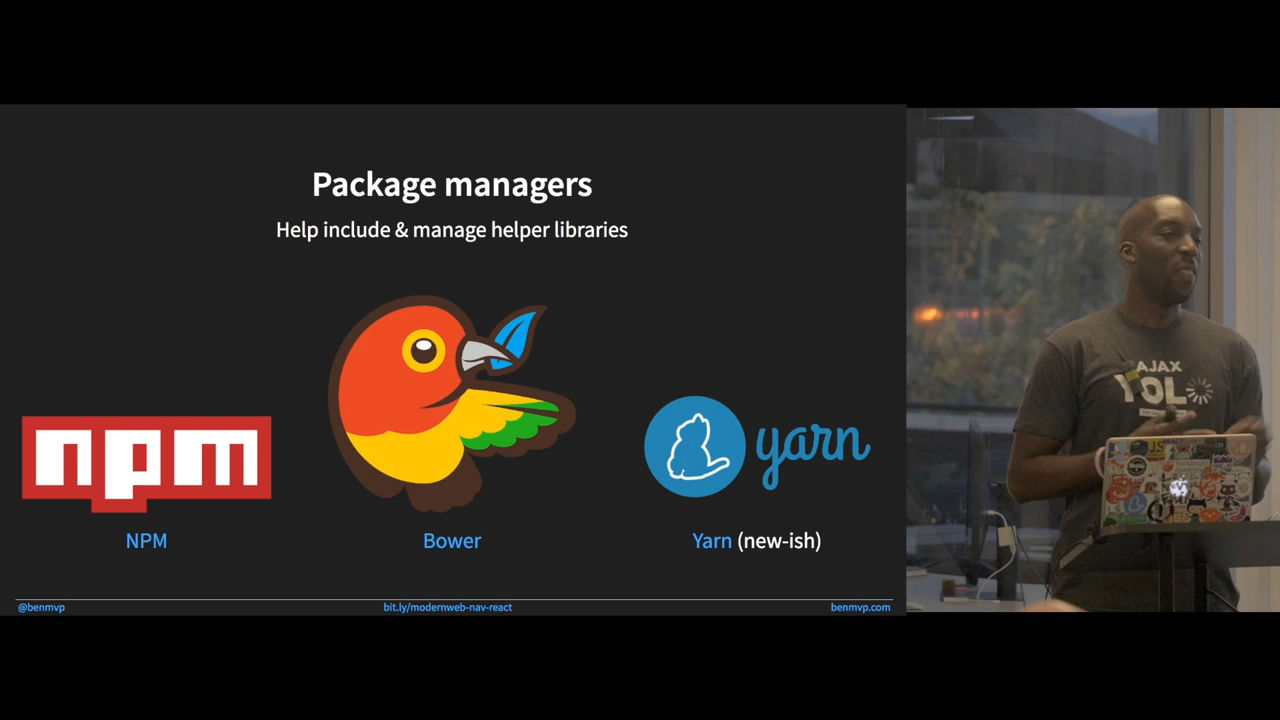 Package managers
Help include & manage helper libraries
npm
yarn
NPM
Bower
Yarn (new-ish)
@benmvp
bit.ly/modernweb-nav-react
benmvp.com
AJAX
YOLO
JS